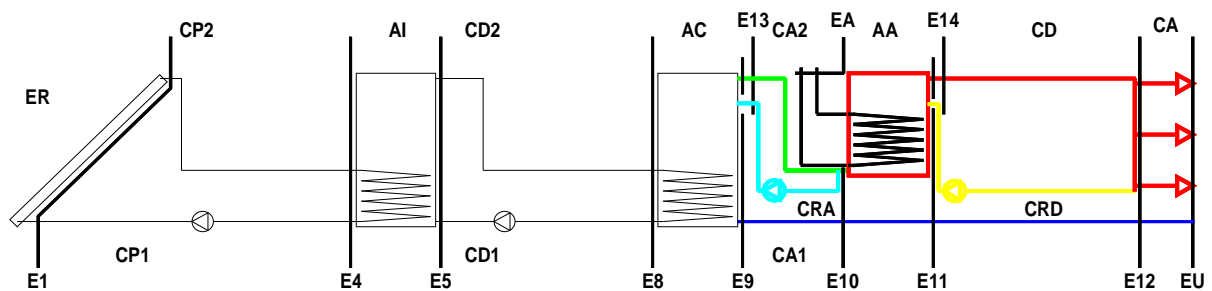 CP2 AI CD2 AC E13 CA2 EA AA E14 CD CA
ER
CRA CRD
CP1 CD1 CA1
E1 E4 E5 E8 E9 E10 E11 E12 EU